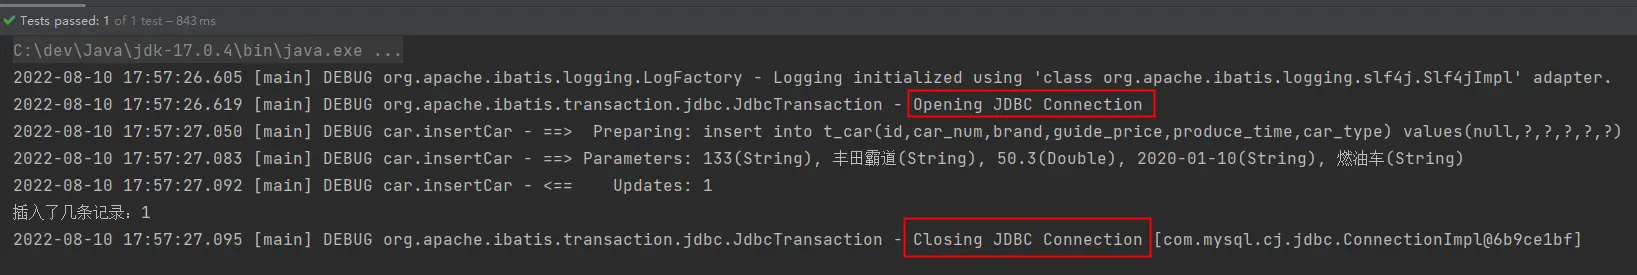 Tests passed: 1 of 1 test – 843 ms
C:\dev\Java\jdk-17.0.4\bin\java.exe ...
2022-08-10 17:57:26.605 [main] DEBUG org.apache.ibatis.logging.LogFactory - Logging initialized using 'class org.apache.ibatis.logging.slf4j.Slf4jImpl' adapter.
2022-08-10 17:57:26.619 [main] DEBUG org.apache.ibatis.transaction.jdbc.JdbcTransaction - Opening JDBC Connection
2022-08-10 17:57:27.050 [main] DEBUG car.insertCar - ==>  Preparing: insert into t_car(id,car_num,brand,guide_price,produce_time,car_type) values(null,?,?,?,?,?)
2022-08-10 17:57:27.083 [main] DEBUG car.insertCar - ==> Parameters: 133(String), 丰田霸道(String), 50.3(Double), 2020-01-10(String), 燃油车(String)
2022-08-10 17:57:27.092 [main] DEBUG car.insertCar - <==    Updates: 1
插入了几条记录：1
2022-08-10 17:57:27.095 [main] DEBUG org.apache.ibatis.transaction.jdbc.JdbcTransaction - Closing JDBC Connection [com.mysql.cj.jdbc.ConnectionImpl@6b9ce1bf]